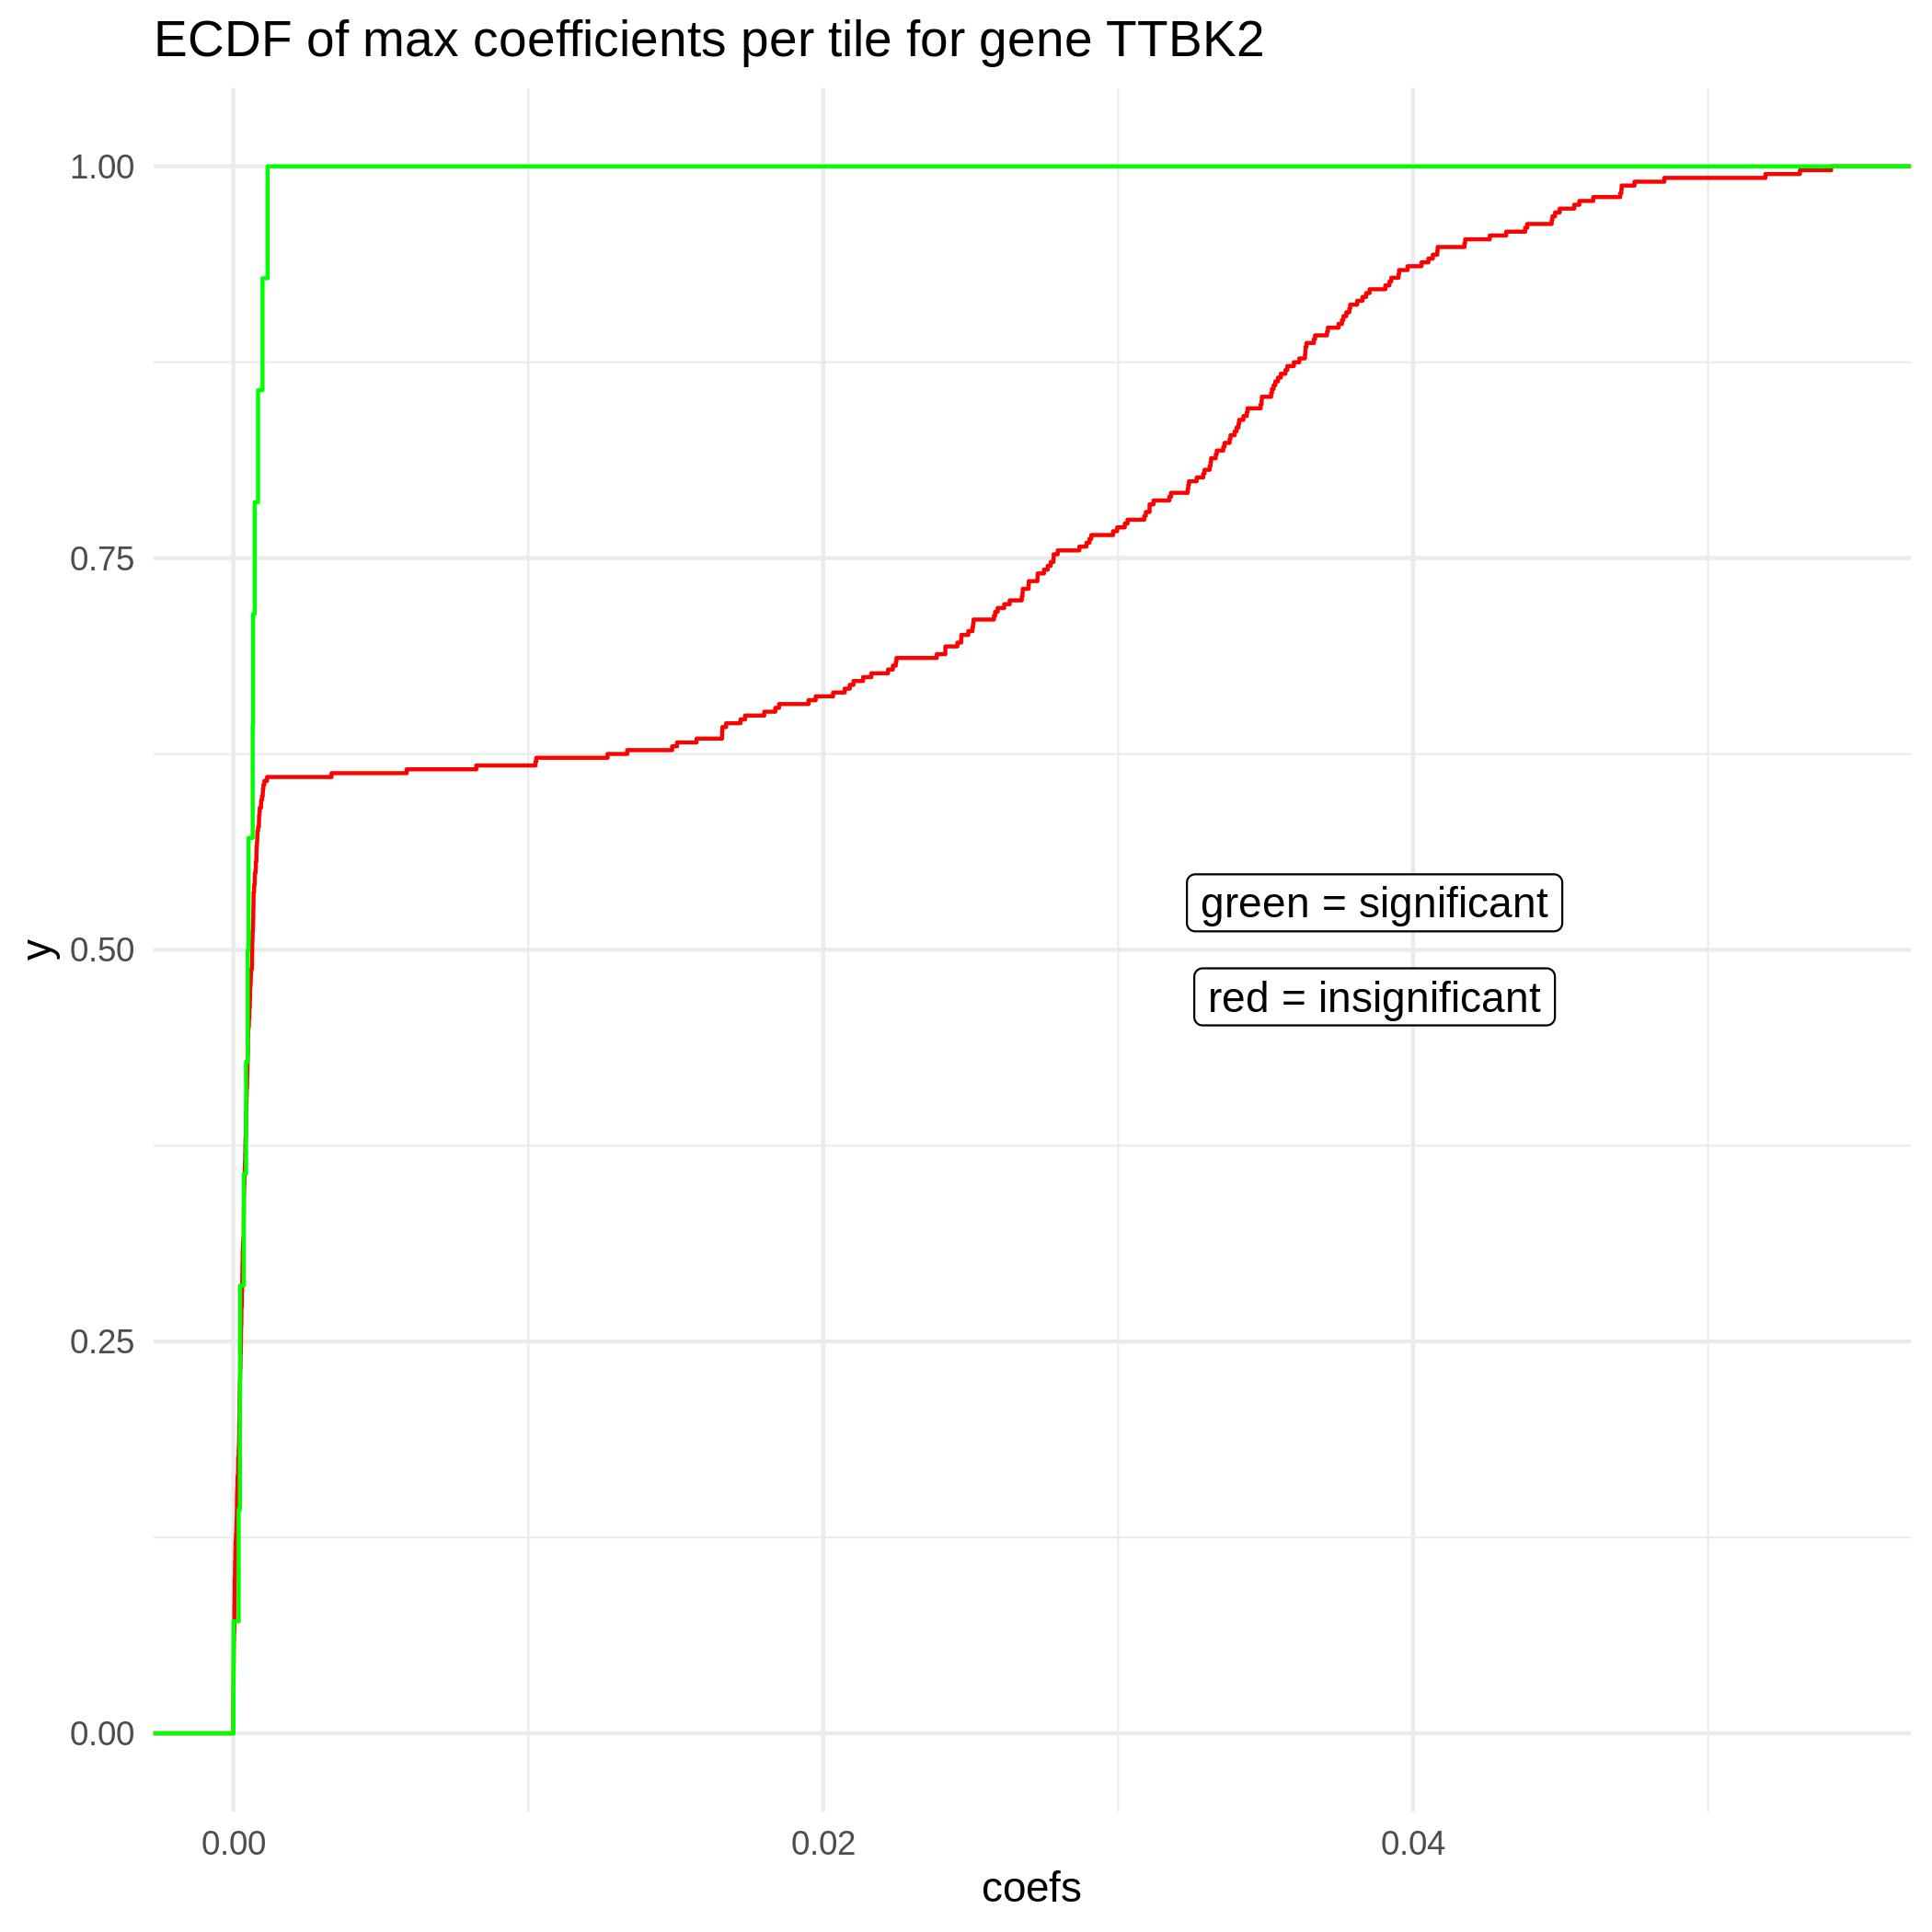 ECDF of max coefficients per tile for gene TTBK2
1.00
0.75
0.50
0.25
0.00
y
green = significant
red = insignificant
0.00 0.02 0.04
coefs